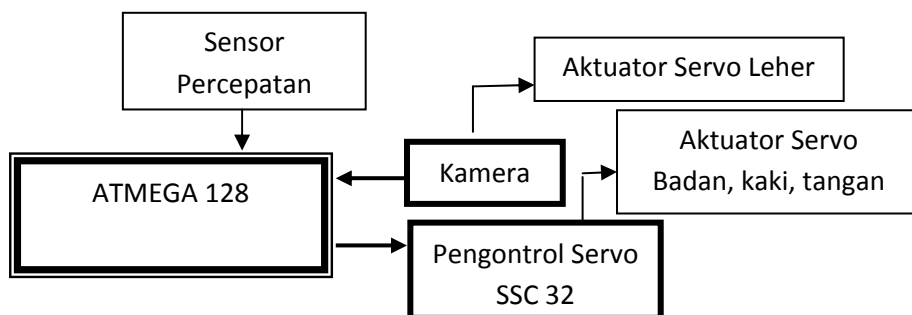 Sensor
Percepatan
Aktuator Servo Leher
Aktuator Servo
Badan, kaki, tangan
Kamera
ATMEGA 128
Pengontrol Servo
SSC 32